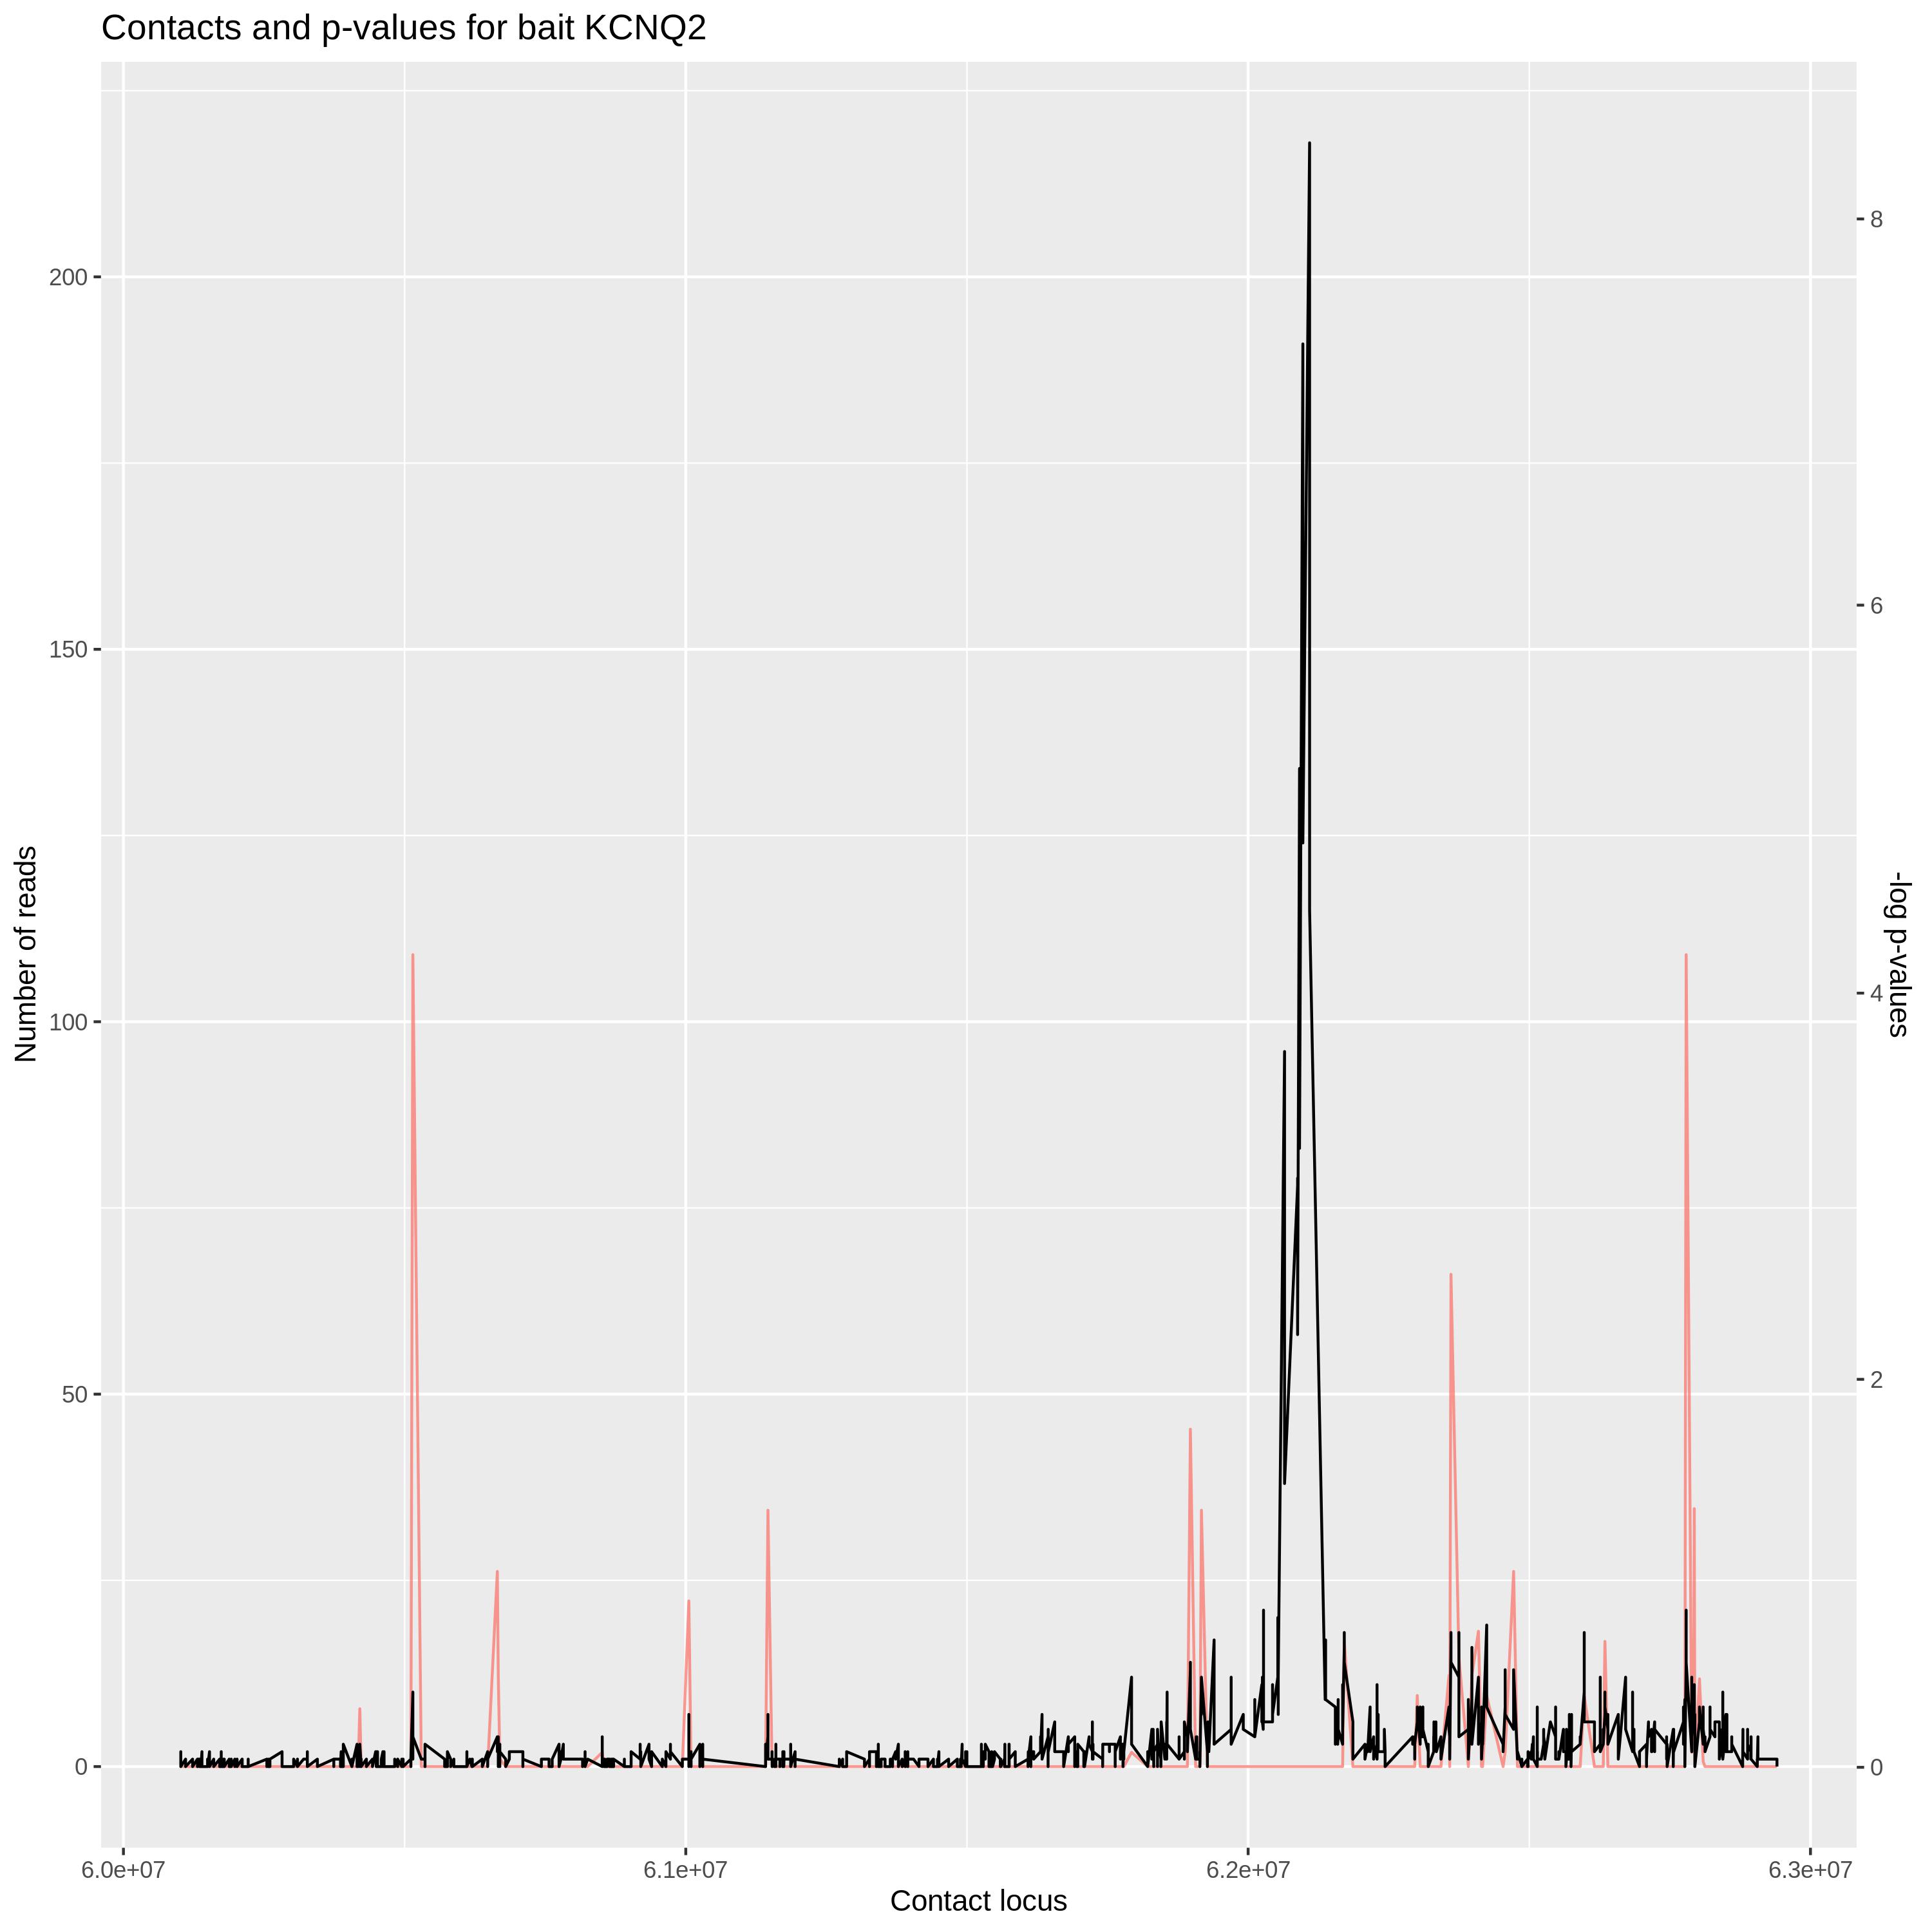 Contacts and p-values for bait KCNQ2
Number of reads
200
150
100
50
0
-log p-values
8
6
4
2
0
6.0e+07
6.1e+07
6.2e+07
6.3e+07
Contact locus